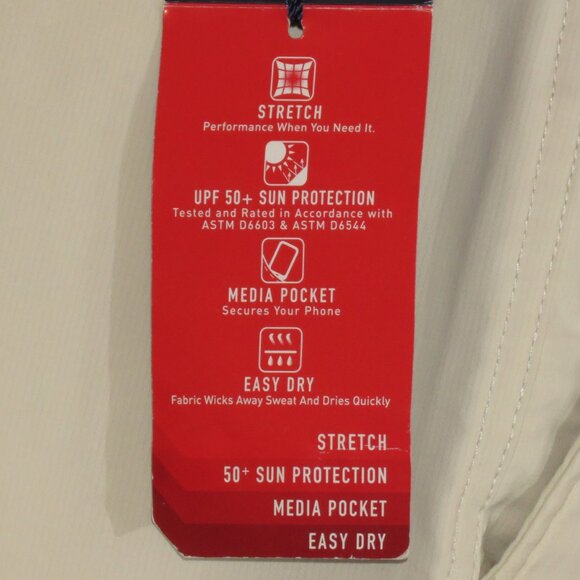 STRETCH
Performance When You Need It.
UPF 50+ SUN PROTECTION
Tested and Rated in Accordance with
ASTM D6603 & ASTM D6544
MEDIA POCKET
Secures Your Phone
EASY DRY
Fabric Wicks Away Sweat And Dries Quickly
STRETCH
50+ SUN PROTECTION
MEDIA POCKET
EASY DRY